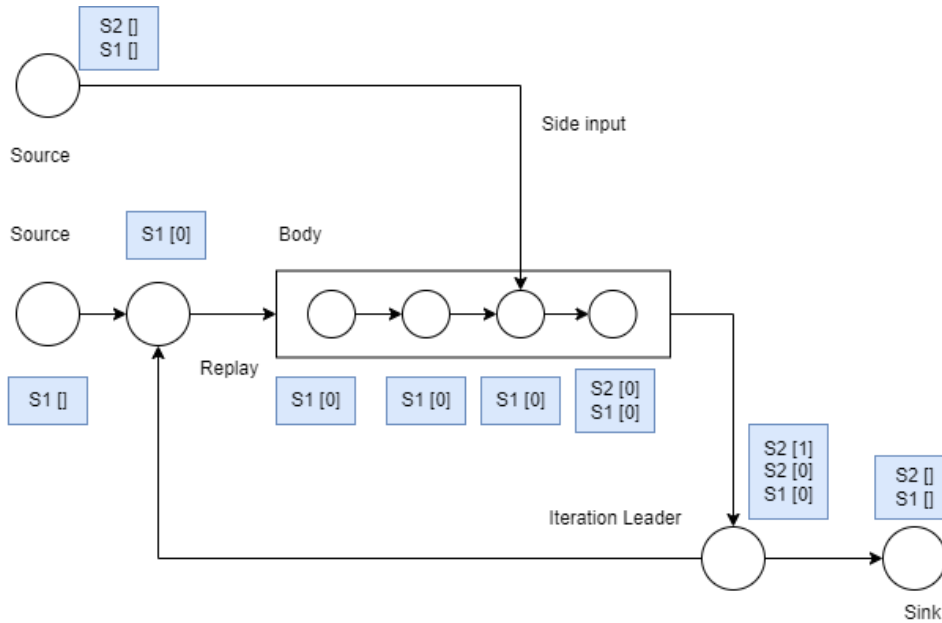 S2 []
S1 []
Side input
Source
Source
S1 [0]
Body
Replay
S1 []
S1 [0]
S1 [0]
S1 [0]
S2 [0]
S1 [0]
S2 [1]
S2 [0]
S1 [0]
S2 []
S1 []
Iteration Leader
Sink